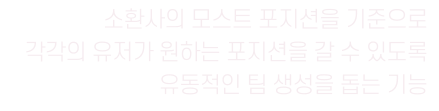 소환사의 모스트 포지션을 기준으로
각각의 유저가 원하는 포지션을 갈 수 있도록
유동적인 팀 생성을 돕는 기능